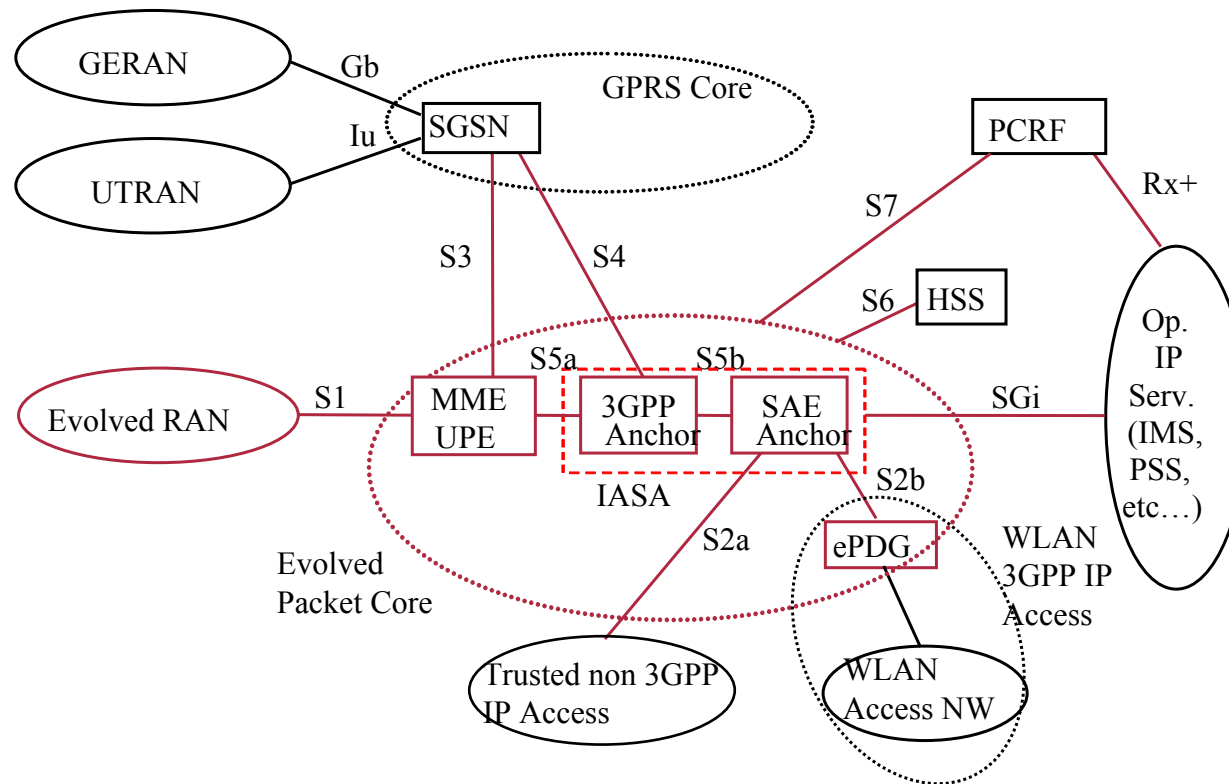 GERAN
Gb
GPRS Core
SGSN
PCRF
Iu
UTRAN
Rx+
S7
S3
S4
S6
HSS
Op.
IP
Serv.
(IMS,
PSS,
etc…)
S5a
S5b
S1
Evolved RAN
MME
UPE
3GPP
Anchor
SAE
Anchor
SGi
IASA
S2b
S2a
ePDG
WLAN
3GPP IP
Access
Evolved
Packet Core
Trusted non 3GPP
IP Access
WLAN
Access NW